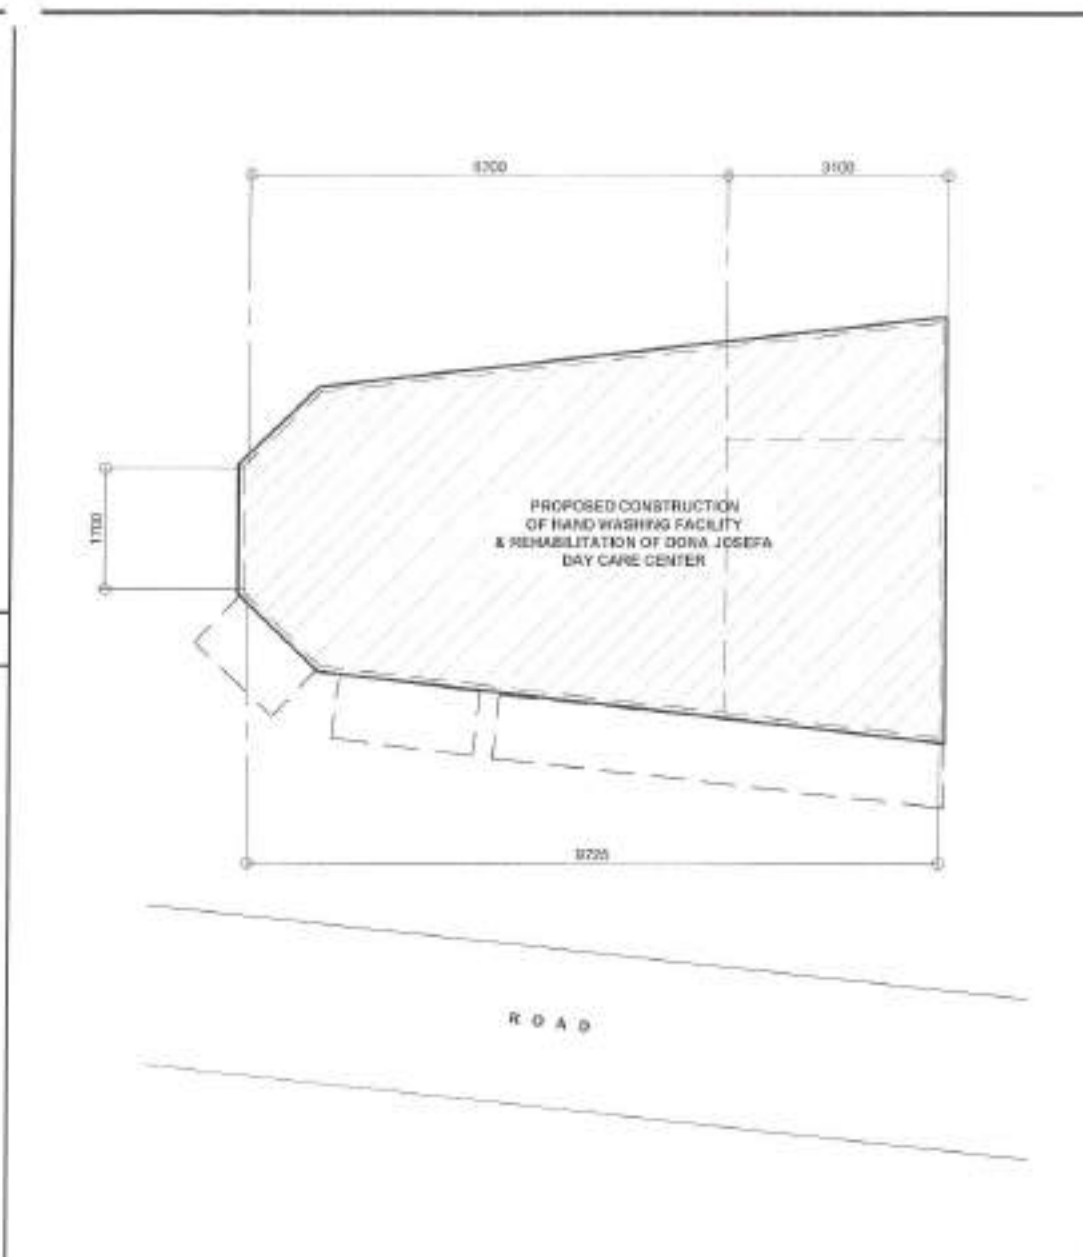 6700
3100
1700
PROPOSED CONSTRUCTION
OF HAND WASHING FACILITY
& REHABILITATION OF DONA JOSEFA
DAY CARE CENTER
9725
ROAD